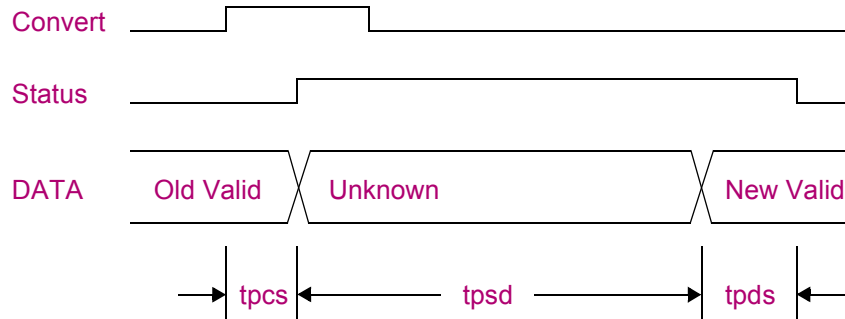 Convert
Status
DATA Old Valid Unknown New Valid
tpcs tpsd tpds